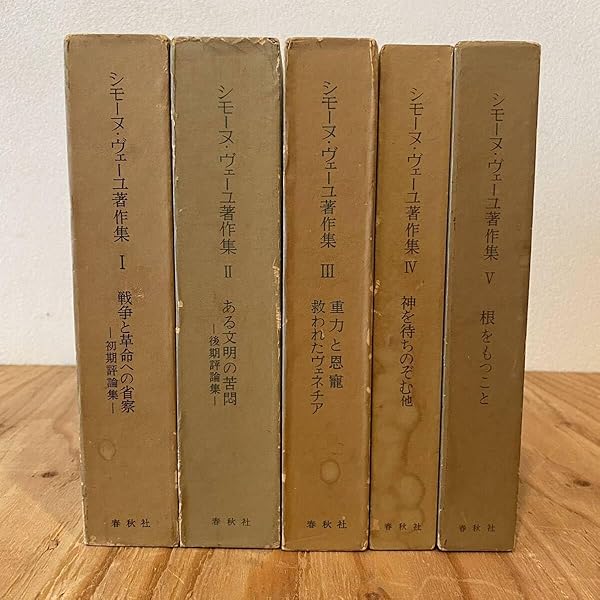 シモーヌ・ヴェーユ著作集 I
戦争と革命への省察
―初期評論集―
春秋社
シモーヌ・ヴェーユ著作集 II
ある文明の苦悶
―後期評論集―
春秋社
シモーヌ・ヴェーユ著作集 III
重力と恩寵
救われたヴェネチア
春秋社
シモーヌ・ヴェーユ著作集 IV
神を待ちのぞむ他
春秋社
シモーヌ・ヴェーユ著作集 V
根をもつこと
春秋社